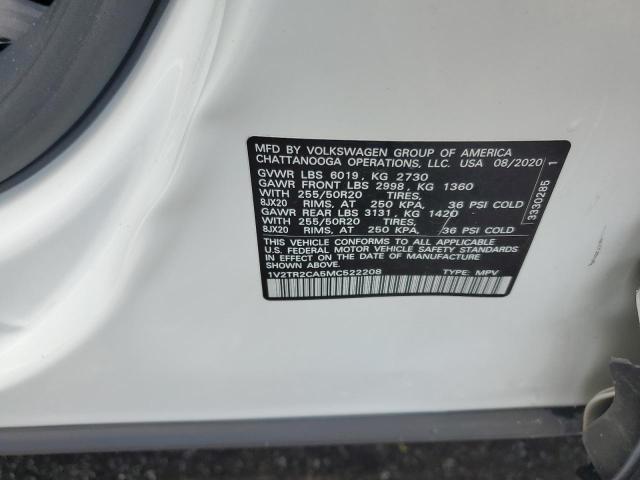 MFD BY VOLKSWAGEN GROUP OF AMERICA
CHATTANOOGA OPERATIONS, LLC. USA 08/2020
GVWR LBS 6019, KG 2730
GAWR FRONT LBS 2998, KG 1360
WITH 255/50R20 TIRES,
8JX20 RIMS, AT 250 KPA, 36 PSI COLD
GAWR REAR LBS 3131, KG 1420
WITH 255/50R20 TIRES,
8JX20 RIMS, AT 250 KPA, 36 PSI COLD
THIS VEHICLE CONFORMS TO ALL APPLICABLE
U.S. FEDERAL MOTOR VEHICLE SAFETY STANDARDS
IN EFFECT ON THE DATE OF MANUFACTURE SHOWN ABOVE.
1V2TR2CA5MC522208 TYPE: MPV
3330285 1